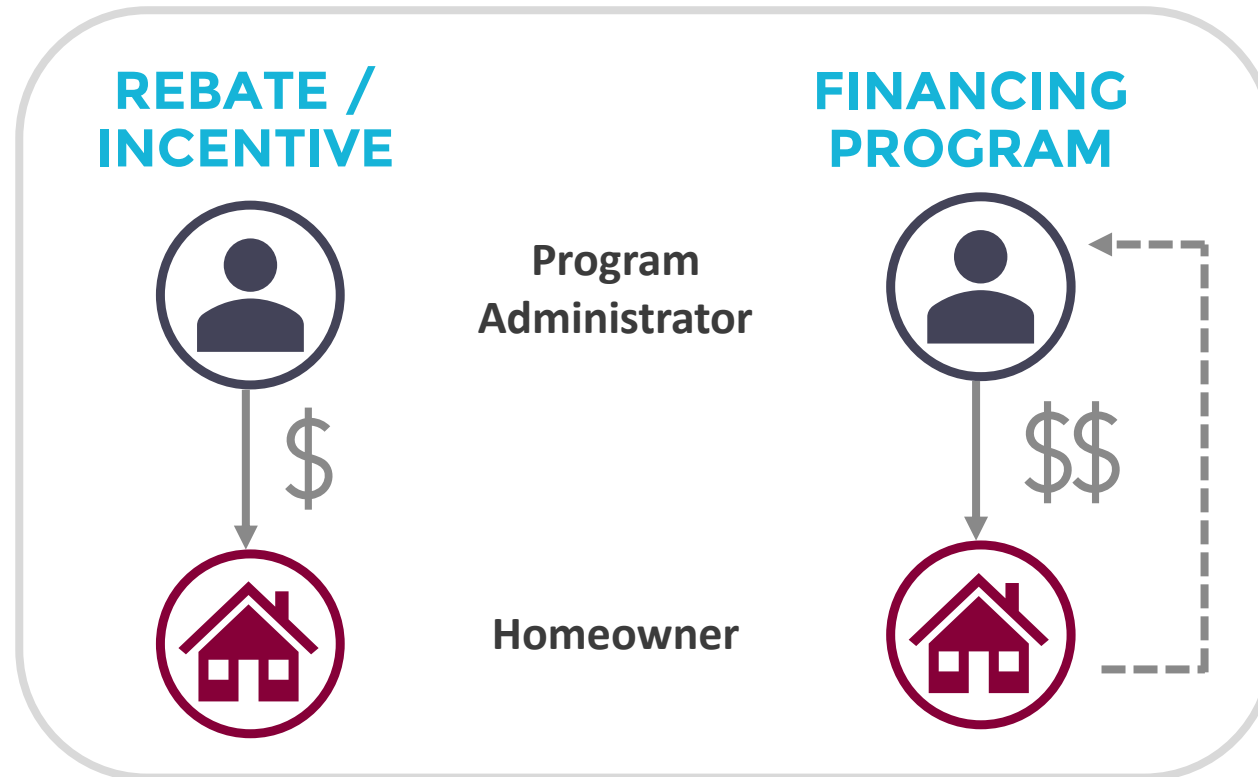 REBATE /
INCENTIVE
FINANCING
PROGRAM
Program
Administrator
$
$$
Homeowner